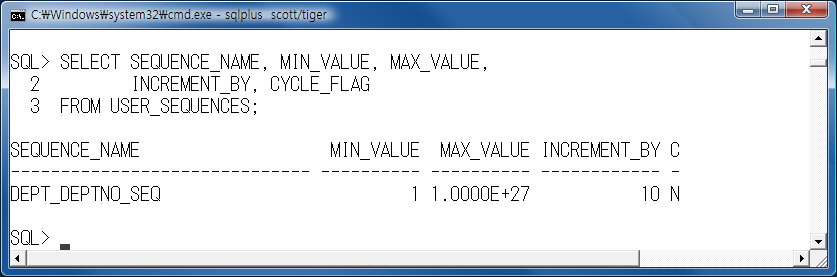 C:₩Windows₩system32₩cmd.exe - sqlplus  scott/tiger
SQL> SELECT SEQUENCE_NAME, MIN_VALUE, MAX_VALUE,
  2         INCREMENT_BY, CYCLE_FLAG
  3  FROM USER_SEQUENCES;
SEQUENCE_NAME                   MIN_VALUE  MAX_VALUE INCREMENT_BY C
------------------------------ ---------- ---------- ------------ -
DEPT_DEPTNO_SEQ                         1 1.0000E+27           10 N
SQL>